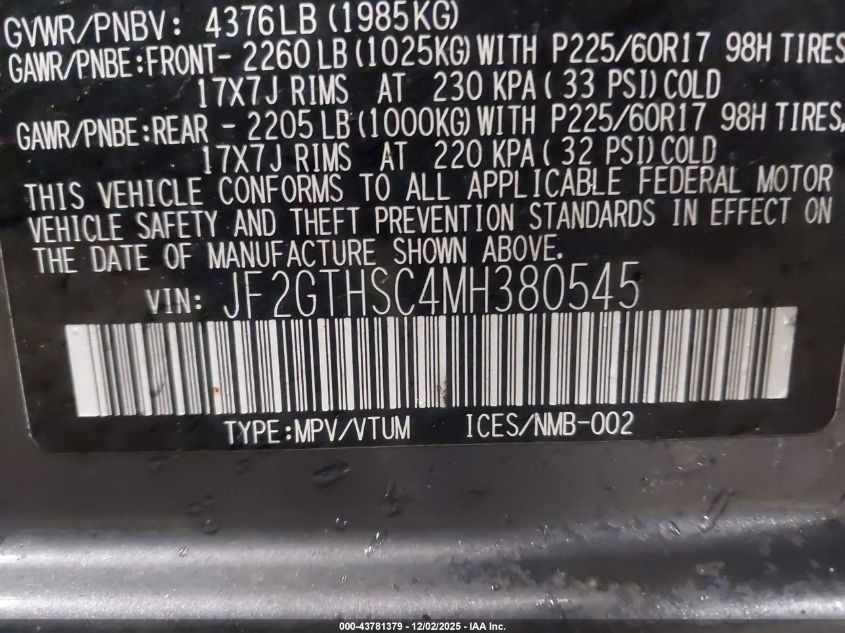 GVWR/PNBV: 4376LB (1985KG)
GAWR/PNBE:FRONT- 2260 LB (1025KG) WITH P225/60R17 98H TIRES
17X7J RIMS AT 230 KPA ( 33 PSI) COLD
GAWR/PNBE:REAR - 2205 LB (1000KG) WITH P225/60R17 98H TIRES,
17X7J RIMS AT 220 KPA ( 32 PSI) COLD
THIS VEHICLE CONFORMS TO ALL APPLICABLE FEDERAL MOTOR
VEHICLE SAFETY AND THEFT PREVENTION STANDARDS IN EFFECT ON
THE DATE OF MANUFACTURE SHOWN ABOVE.
VIN: JF2GTHSC4MH380545
TYPE:MPV/VTUM ICES/NMB-002
000-43781379 - 12/02/2025 - IAA Inc.